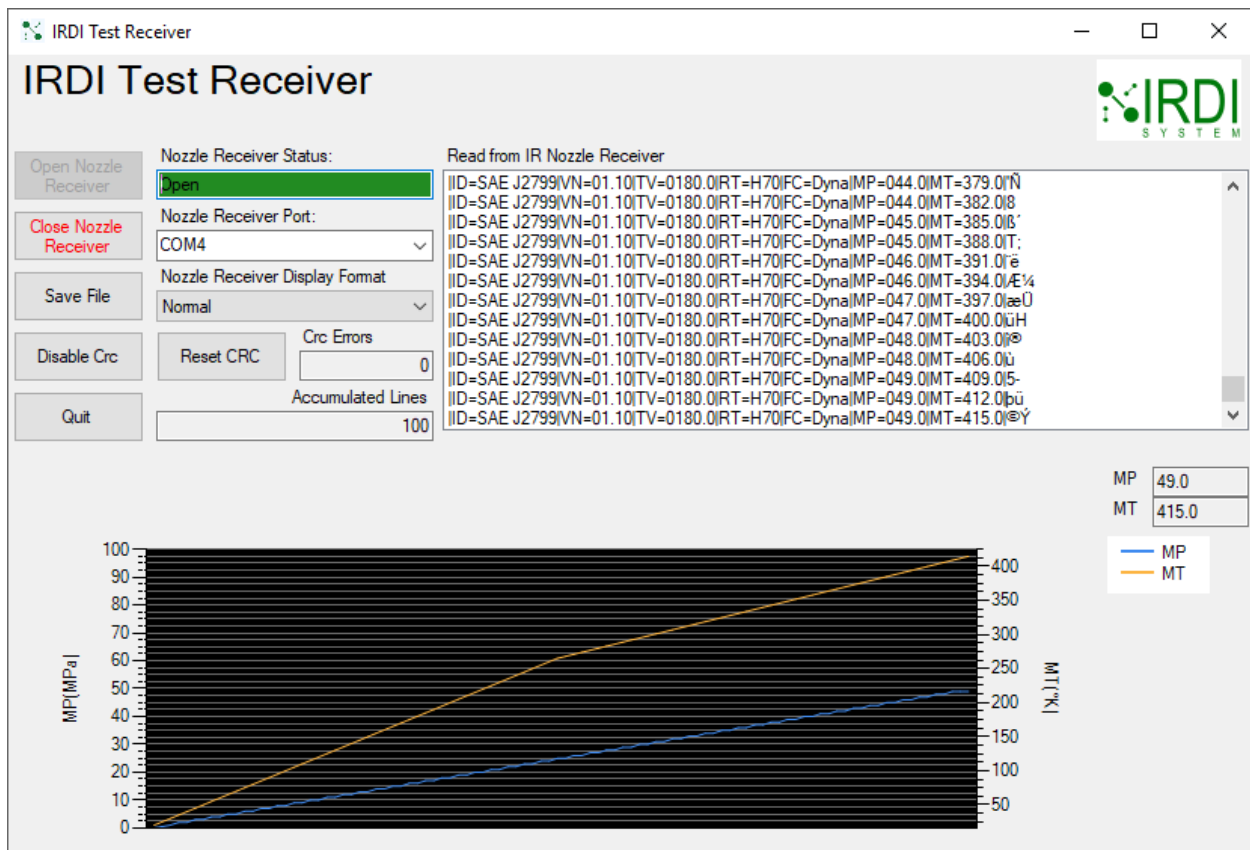 IRDI Test Receiver
IRDI Test Receiver
IRDI
SYSTEM
Open Nozzle
Receiver
Close Nozzle
Receiver
Save File
Disable Crc
Quit
Nozzle Receiver Status:
Open
Nozzle Receiver Port:
COM4
Nozzle Receiver Display Format
Normal
Reset CRC
Crc Errors
0
Accumulated Lines
100
Read from IR Nozzle Receiver
|ID=SAE J2799|VN=01.10|TV=0180.0|RT=H70|FC=Dyna|MP=044.0|MT=379.0|'Ñ
|ID=SAE J2799|VN=01.10|TV=0180.0|RT=H70|FC=Dyna|MP=044.0|MT=382.0|8
|ID=SAE J2799|VN=01.10|TV=0180.0|RT=H70|FC=Dyna|MP=045.0|MT=385.0|ß´
|ID=SAE J2799|VN=01.10|TV=0180.0|RT=H70|FC=Dyna|MP=045.0|MT=388.0|T;
|ID=SAE J2799|VN=01.10|TV=0180.0|RT=H70|FC=Dyna|MP=046.0|MT=391.0|¨ë
|ID=SAE J2799|VN=01.10|TV=0180.0|RT=H70|FC=Dyna|MP=046.0|MT=394.0|Æ¼
|ID=SAE J2799|VN=01.10|TV=0180.0|RT=H70|FC=Dyna|MP=047.0|MT=397.0|æÜ
|ID=SAE J2799|VN=01.10|TV=0180.0|RT=H70|FC=Dyna|MP=047.0|MT=400.0|üH
|ID=SAE J2799|VN=01.10|TV=0180.0|RT=H70|FC=Dyna|MP=048.0|MT=403.0|í®
|ID=SAE J2799|VN=01.10|TV=0180.0|RT=H70|FC=Dyna|MP=048.0|MT=406.0|ù
|ID=SAE J2799|VN=01.10|TV=0180.0|RT=H70|FC=Dyna|MP=049.0|MT=409.0|5-
|ID=SAE J2799|VN=01.10|TV=0180.0|RT=H70|FC=Dyna|MP=049.0|MT=412.0|þü
|ID=SAE J2799|VN=01.10|TV=0180.0|RT=H70|FC=Dyna|MP=049.0|MT=415.0|©Ý
MP 49.0
MT 415.0
MP
MT
MP[MPa]
100
90
80
70
60
50
40
30
20
10
0
400
350
300
250
200
150
100
50
MT[°K]